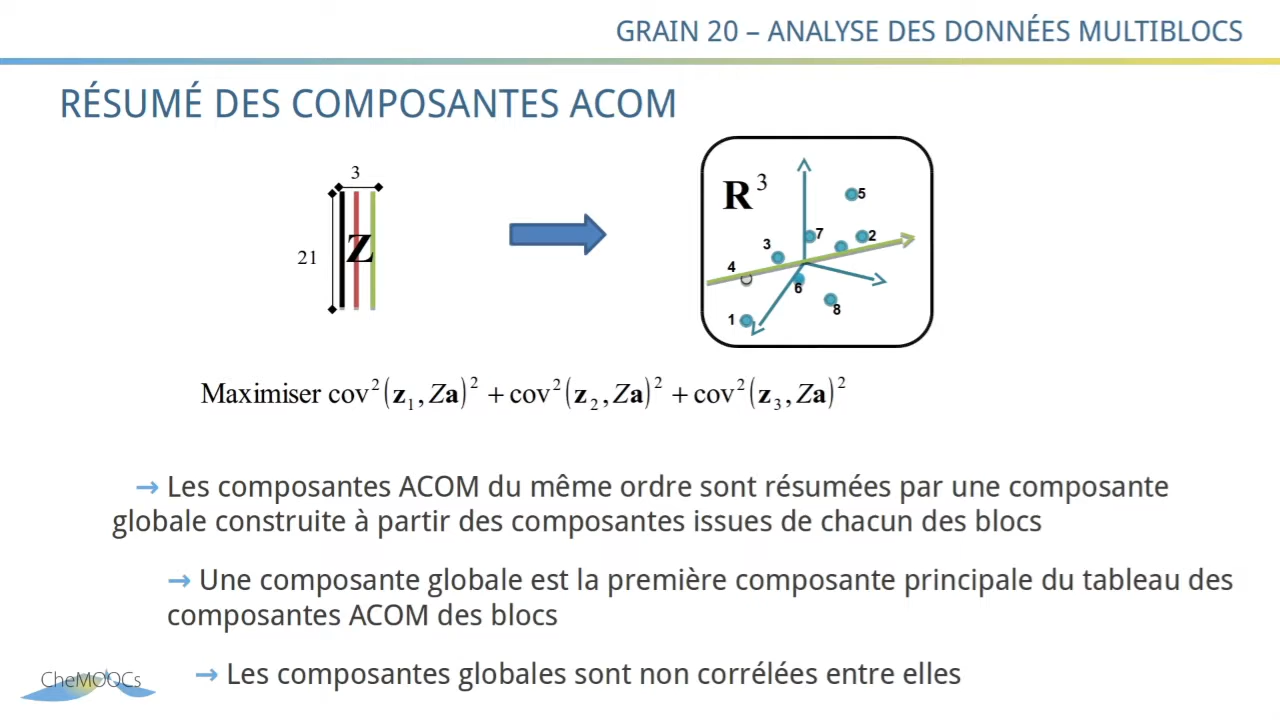 GRAIN 20 – ANALYSE DES DONNÉES MULTIBLOCS
RÉSUMÉ DES COMPOSANTES ACOM
3
21
Z
R³
5
7
2
3
4
6
8
1
Maximiser cov²(z₁, Za)² + cov²(z₂, Za)² + cov²(z₃, Za)²
→ Les composantes ACOM du même ordre sont résumées par une composante
globale construite à partir des composantes issues de chacun des blocs
→ Une composante globale est la première composante principale du tableau des
composantes ACOM des blocs
→ Les composantes globales sont non corrélées entre elles
CheMOOCs